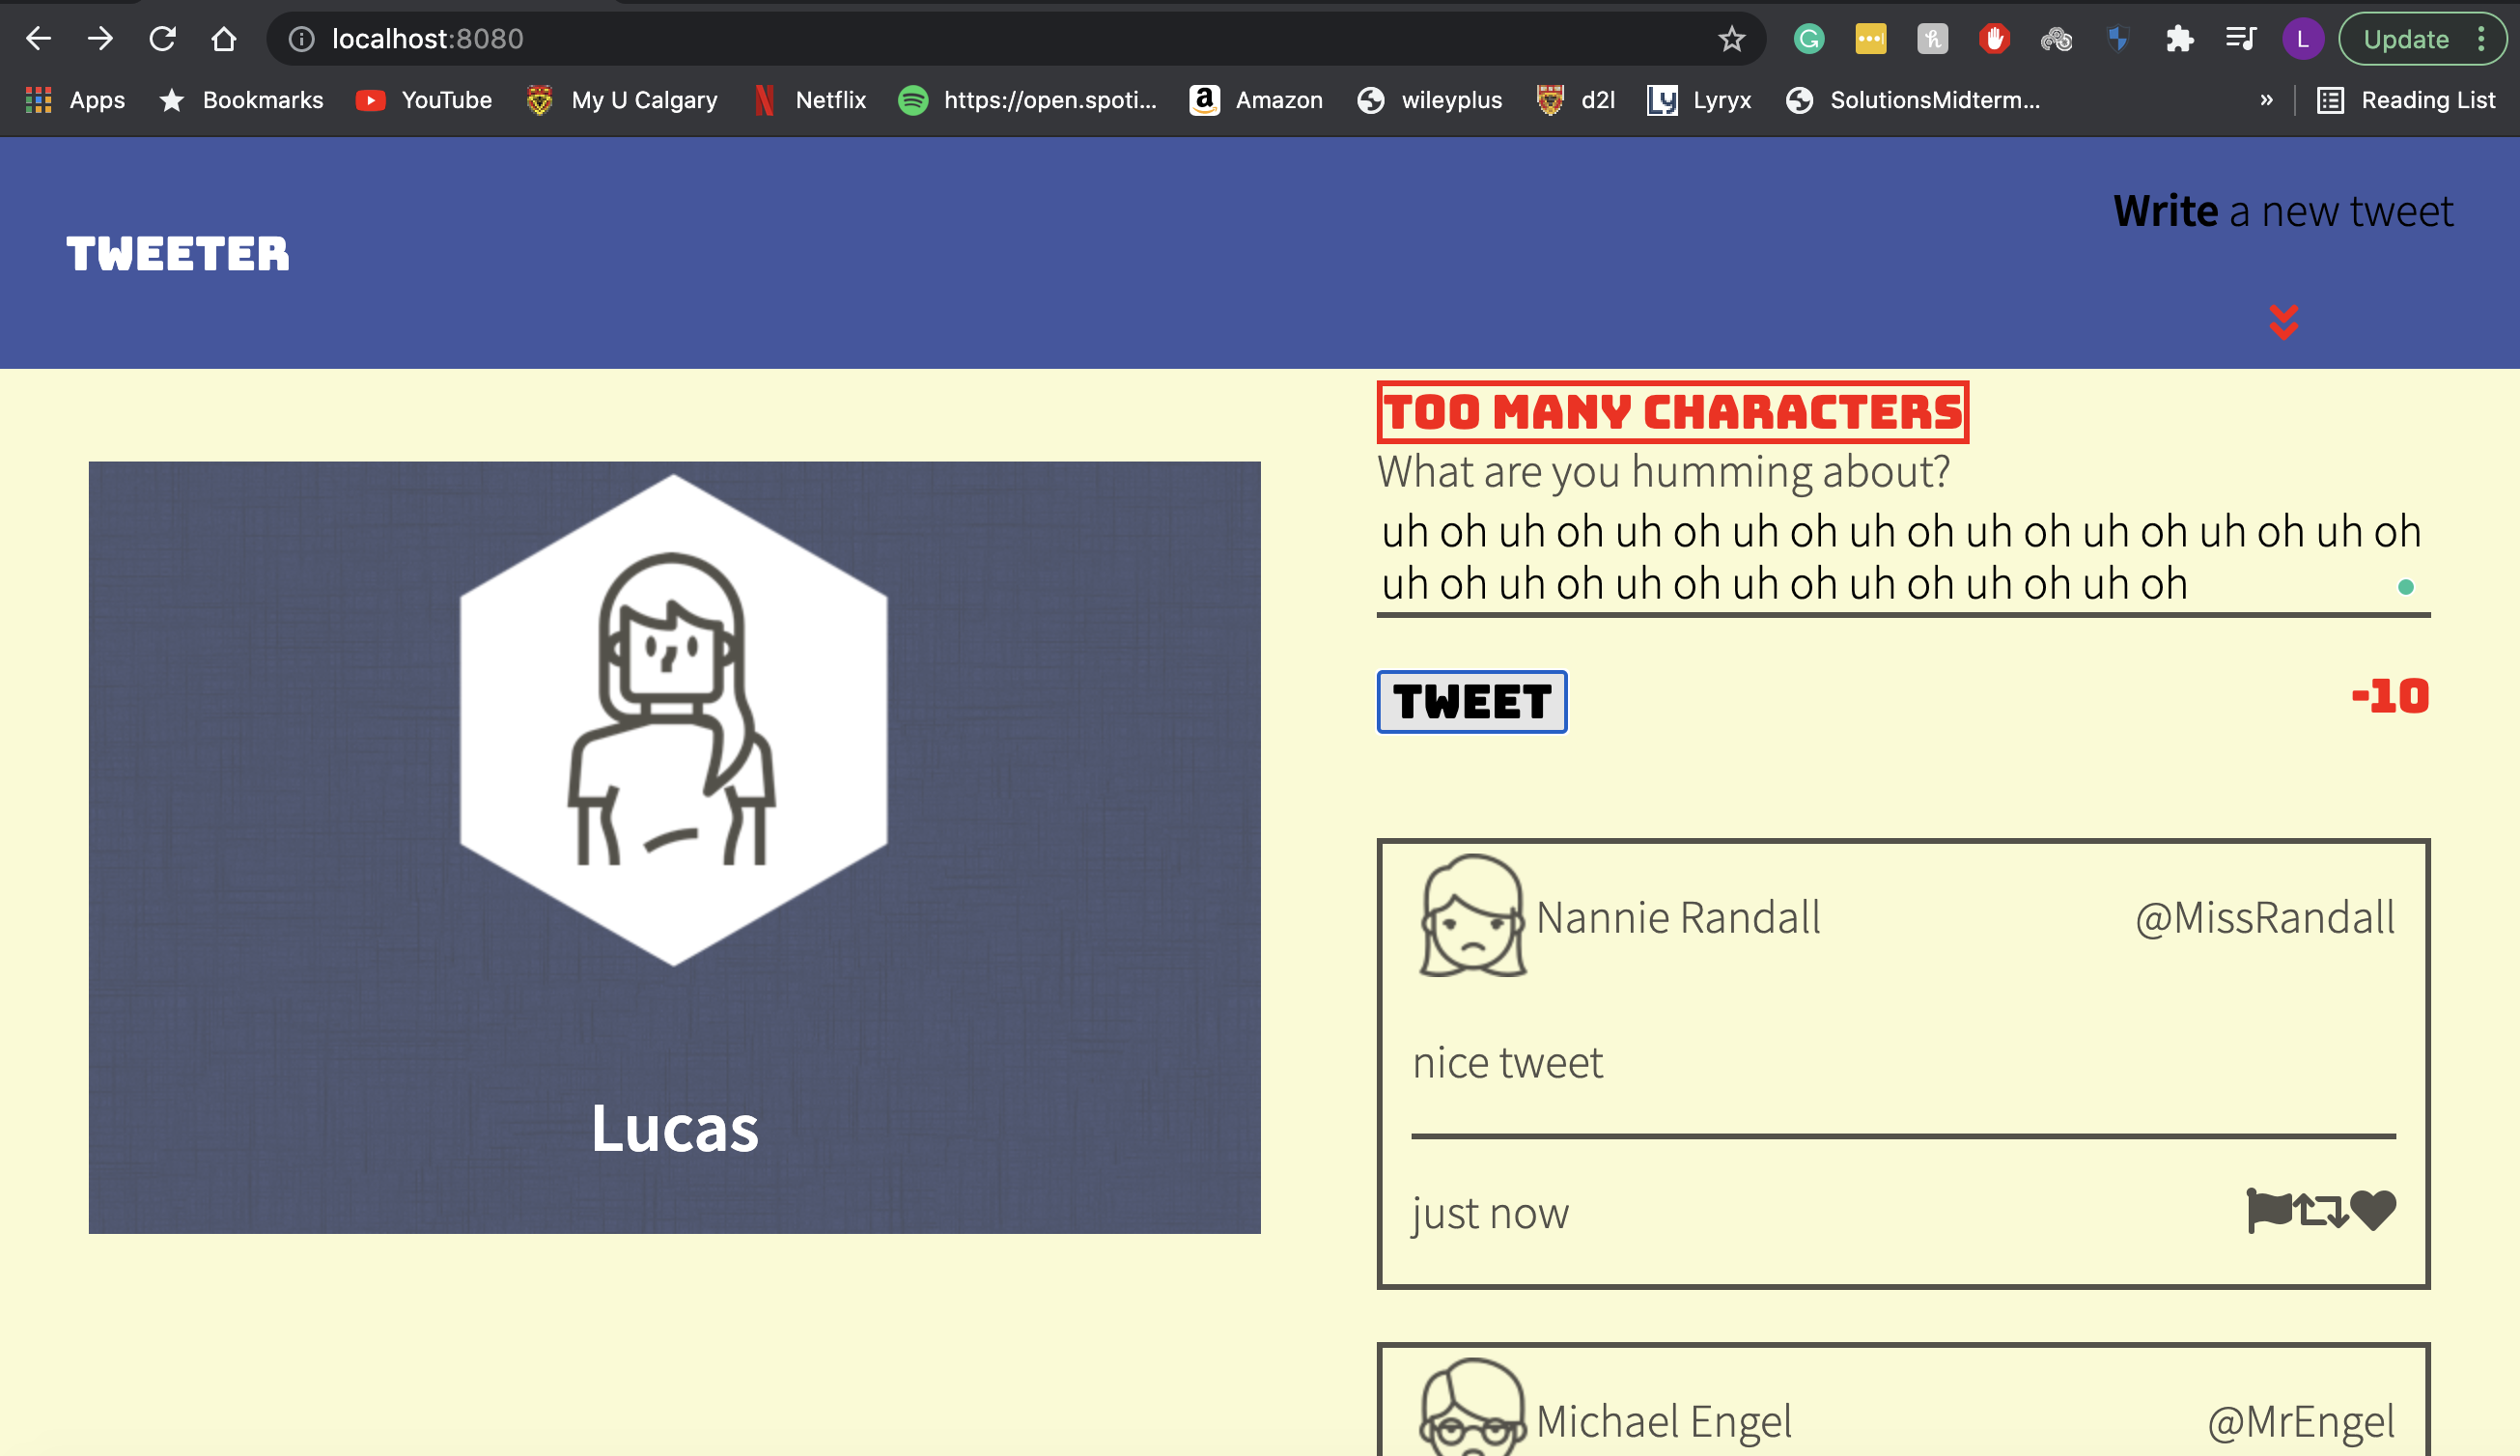 localhost:8080
L
Update
Apps
Bookmarks
YouTube
My U Calgary
Netflix
https://open.spoti...
Amazon
wileyplus
d2l
Ly
Lyryx
SolutionsMidterm...
»
Reading List
TWEETER
Write a new tweet
TOO MANY CHARACTERS
What are you humming about?
uh oh uh oh uh oh uh oh uh oh uh oh uh oh uh oh uh oh
uh oh uh oh uh oh uh oh uh oh uh oh uh oh
TWEET
-10
Lucas
Nannie Randall
@MissRandall
nice tweet
just now
Michael Engel
@MrEngel